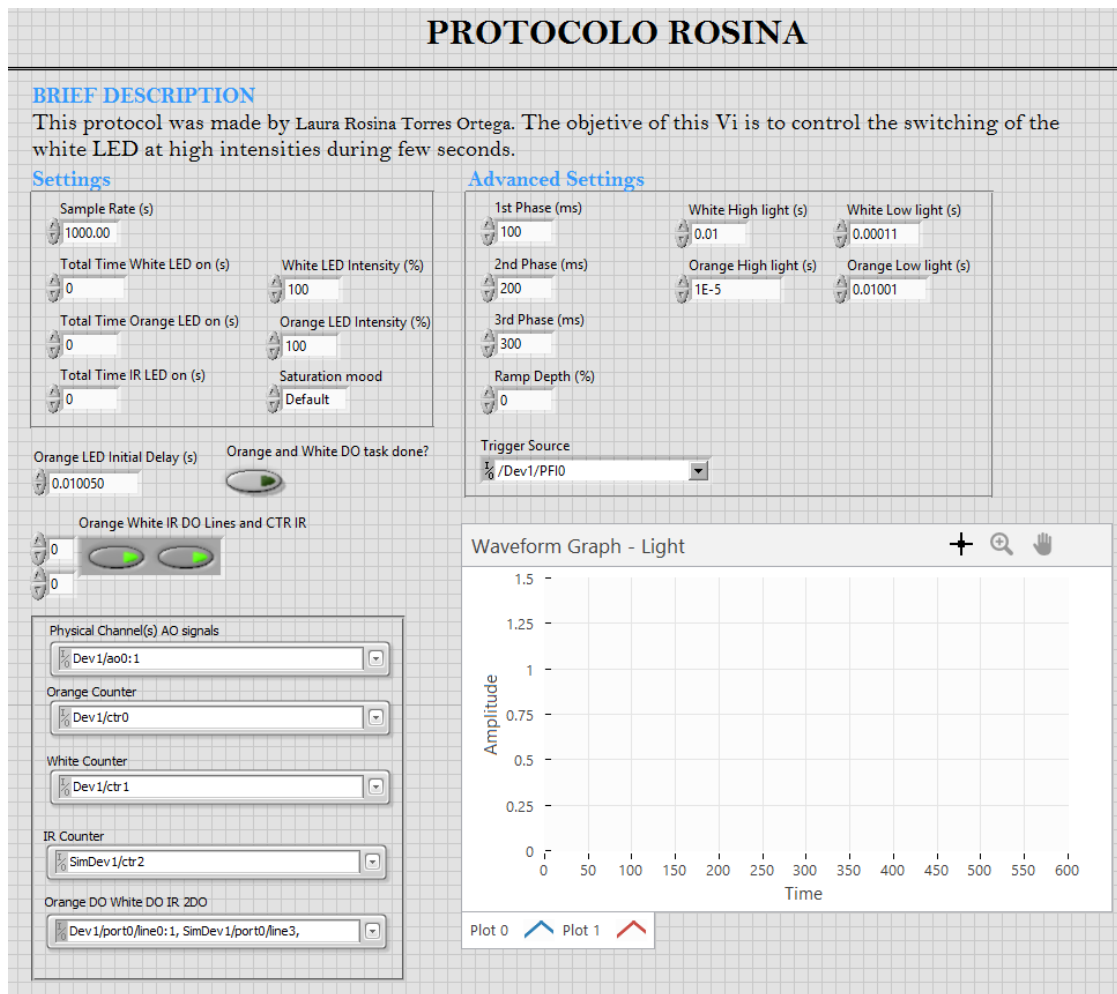 PROTOCOLO ROSINA
BRIEF DESCRIPTION
This protocol was made by Laura Rosina Torres Ortega. The objetive of this Vi is to control the switching of the
white LED at high intensities during few seconds.
Settings
Sample Rate (s)
1000.00
Total Time White LED on (s)
0
White LED Intensity (%)
100
Total Time Orange LED on (s)
0
Orange LED Intensity (%)
100
Total Time IR LED on (s)
0
Saturation mood
Default
Advanced Settings
1st Phase (ms)
100
White High light (s)
0.01
White Low light (s)
0.00011
2nd Phase (ms)
200
Orange High light (s)
1E-5
Orange Low light (s)
0.01001
3rd Phase (ms)
300
Ramp Depth (%)
0
Trigger Source
I/O /Dev1/PFI0
Orange LED Initial Delay (s)
0.010050
Orange and White DO task done?
Orange White IR DO Lines and CTR IR
0
0
Physical Channel(s) AO signals
I/O Dev1/ao0:1
Orange Counter
I/O Dev1/ctr0
White Counter
I/O Dev1/ctr1
IR Counter
I/O SimDev1/ctr2
Orange DO White DO IR 2DO
I/O Dev1/port0/line0:1, SimDev1/port0/line3,
Waveform Graph - Light
1.5
1.25
1
0.75
0.5
0.25
0
Amplitude
0 50 100 150 200 250 300 350 400 450 500 550 600
Time
Plot 0 Plot 1